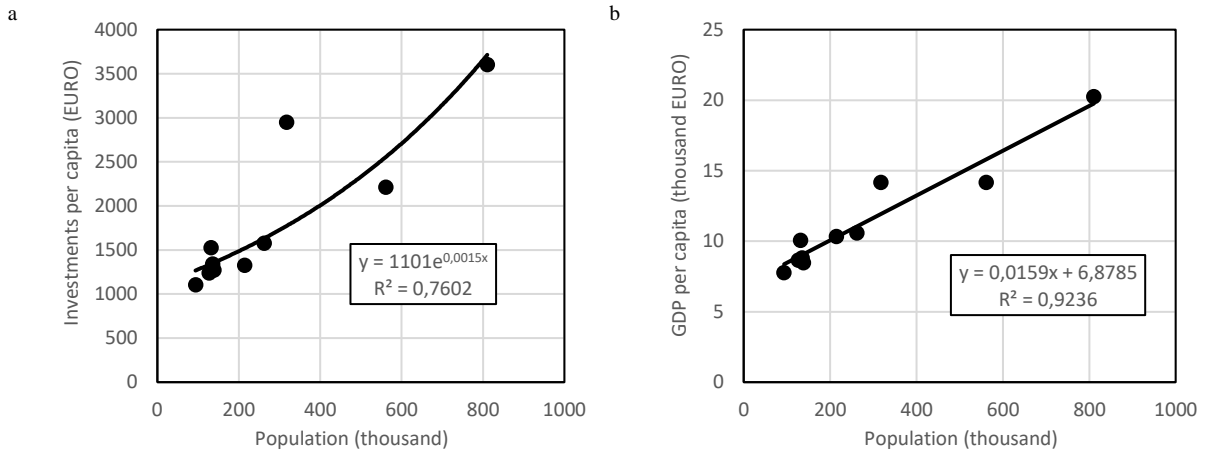 a
Investments per capita (EURO)
4000
3500
3000
2500
2000
1500
1000
500
0
0 200 400 600 800 1000
Population (thousand)
y = 1101e^0,0015x
R² = 0,7602
b
GDP per capita (thousand EURO)
25
20
15
10
5
0
0 200 400 600 800 1000
Population (thousand)
y = 0,0159x + 6,8785
R² = 0,9236